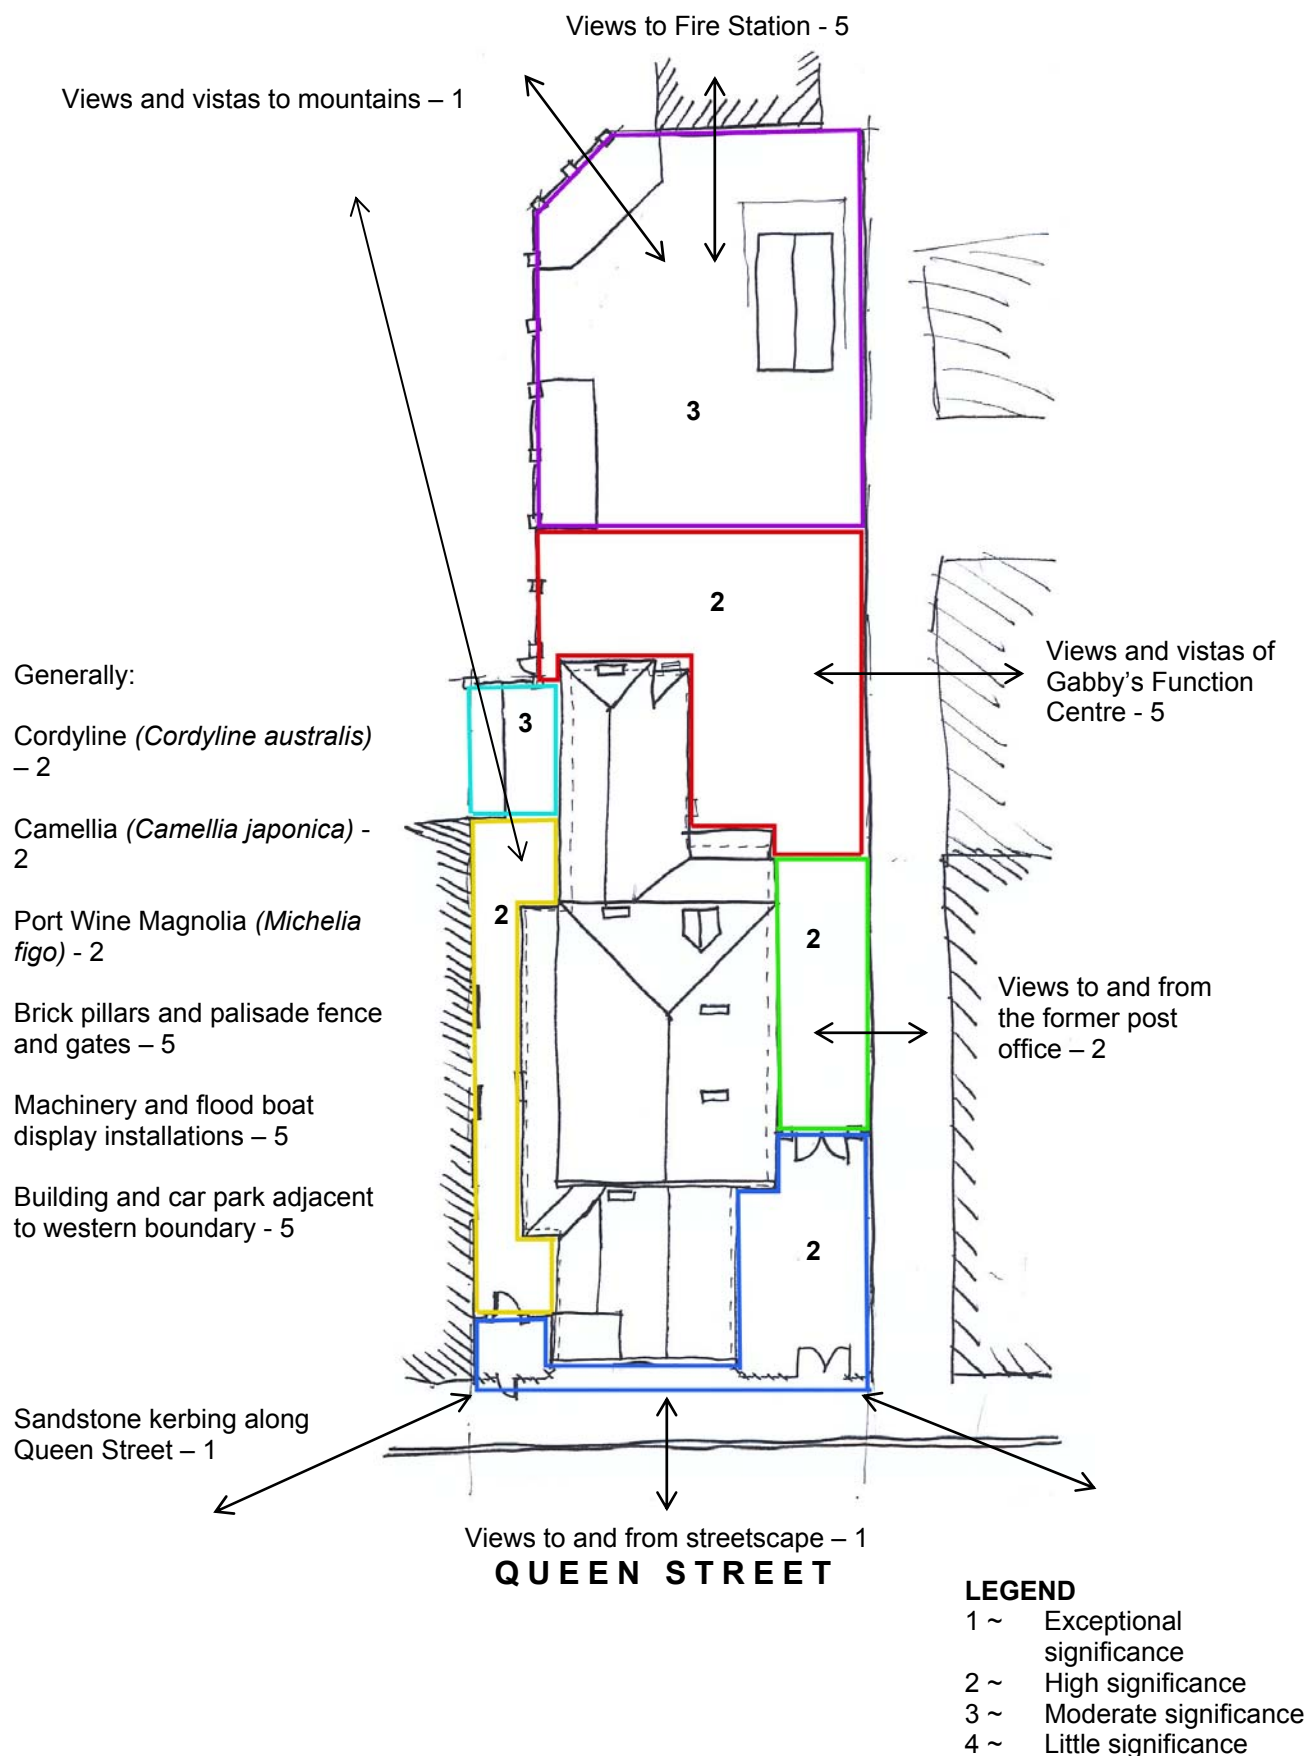 Views to Fire Station - 5
Views and vistas to mountains – 1
3
2
Views and vistas of
Gabby's Function
Centre - 5
Generally:
Cordyline (Cordyline australis)
– 2
Camellia (Camellia japonica) -
2
Port Wine Magnolia (Michelia
figo) - 2
Brick pillars and palisade fence
and gates – 5
Machinery and flood boat
display installations – 5
Building and car park adjacent
to western boundary - 5
3
2
2
Views to and from
the former post
office – 2
2
Sandstone kerbing along
Queen Street – 1
Views to and from streetscape – 1
QUEEN STREET
LEGEND
1 ~ Exceptional
significance
2 ~ High significance
3 ~ Moderate significance
4 ~ Little significance